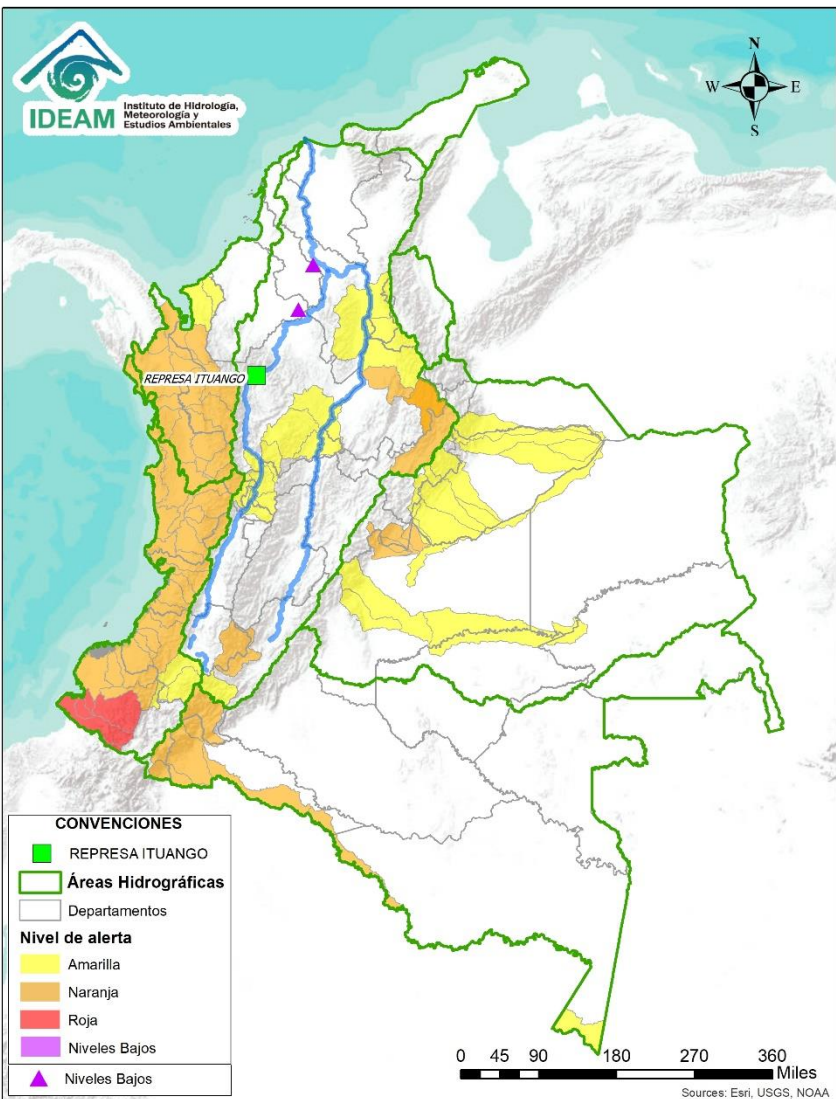 IDEAM
Instituto de Hidrología,
Meteorología y
Estudios Ambientales
N
W
E
S
REPRESA ITUANGO
CONVENCIONES
REPRESA ITUANGO
Áreas Hidrográficas
Departamentos
Nivel de alerta
Amarilla
Naranja
Roja
Niveles Bajos
Niveles Bajos
0 45 90 180 270 360
Miles
Sources: Esri, USGS, NOAA